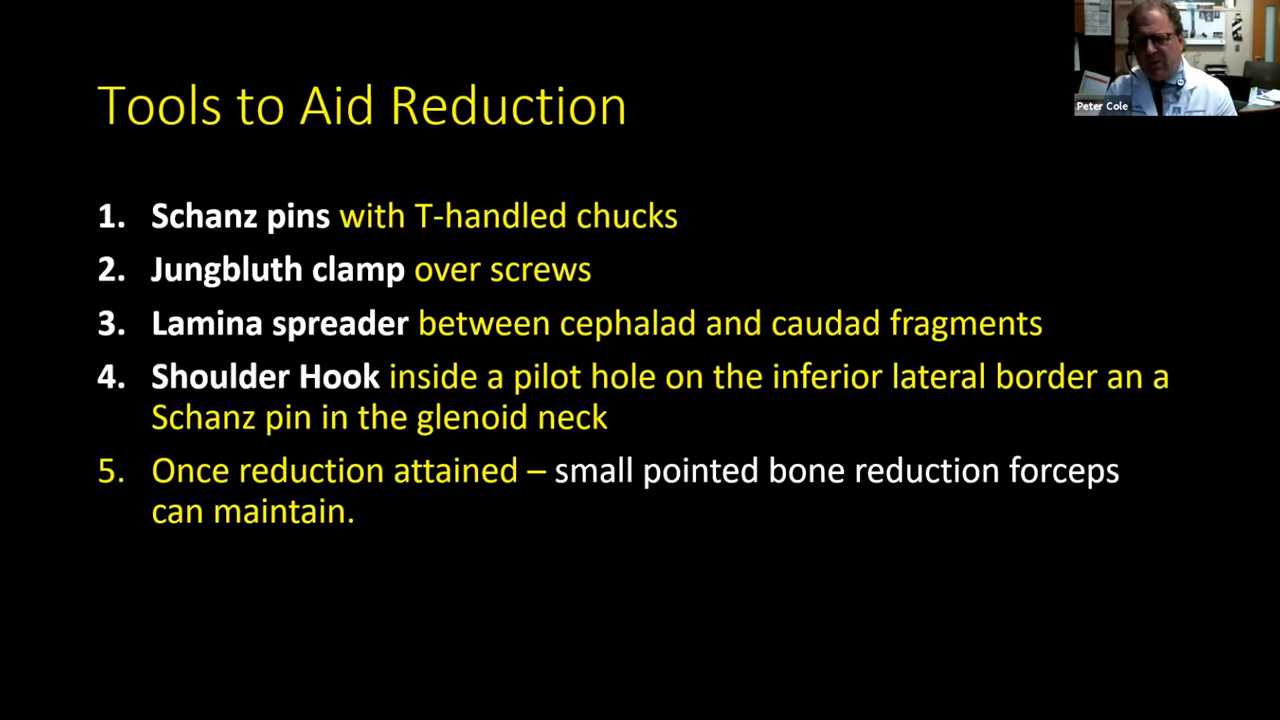 Peter Cole
Tools to Aid Reduction
1. Schanz pins with T-handled chucks
2. Jungbluth clamp over screws
3. Lamina spreader between cephalad and caudad fragments
4. Shoulder Hook inside a pilot hole on the inferior lateral border an a
Schanz pin in the glenoid neck
5. Once reduction attained – small pointed bone reduction forceps
can maintain.